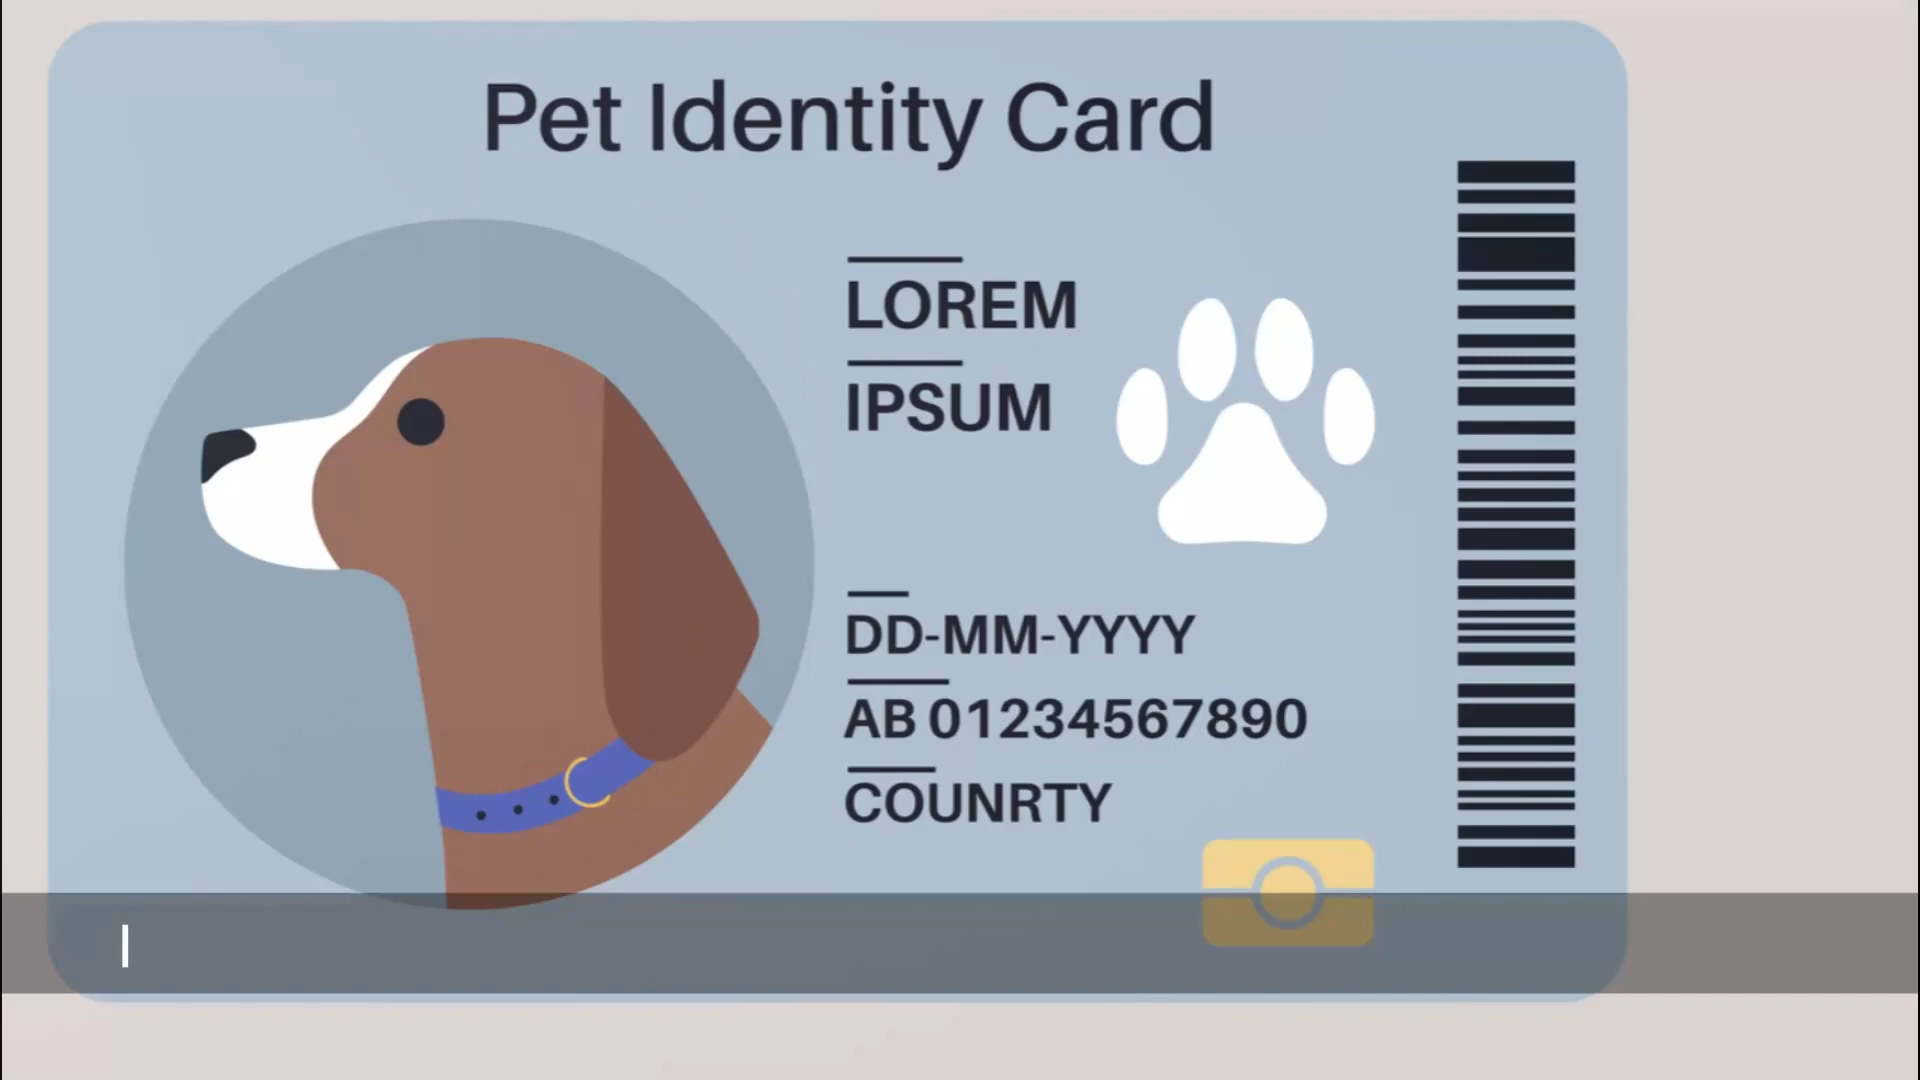 Pet Identity Card
LOREM
IPSUM
DD-MM-YYYY
AB 01234567890
COUNRTY